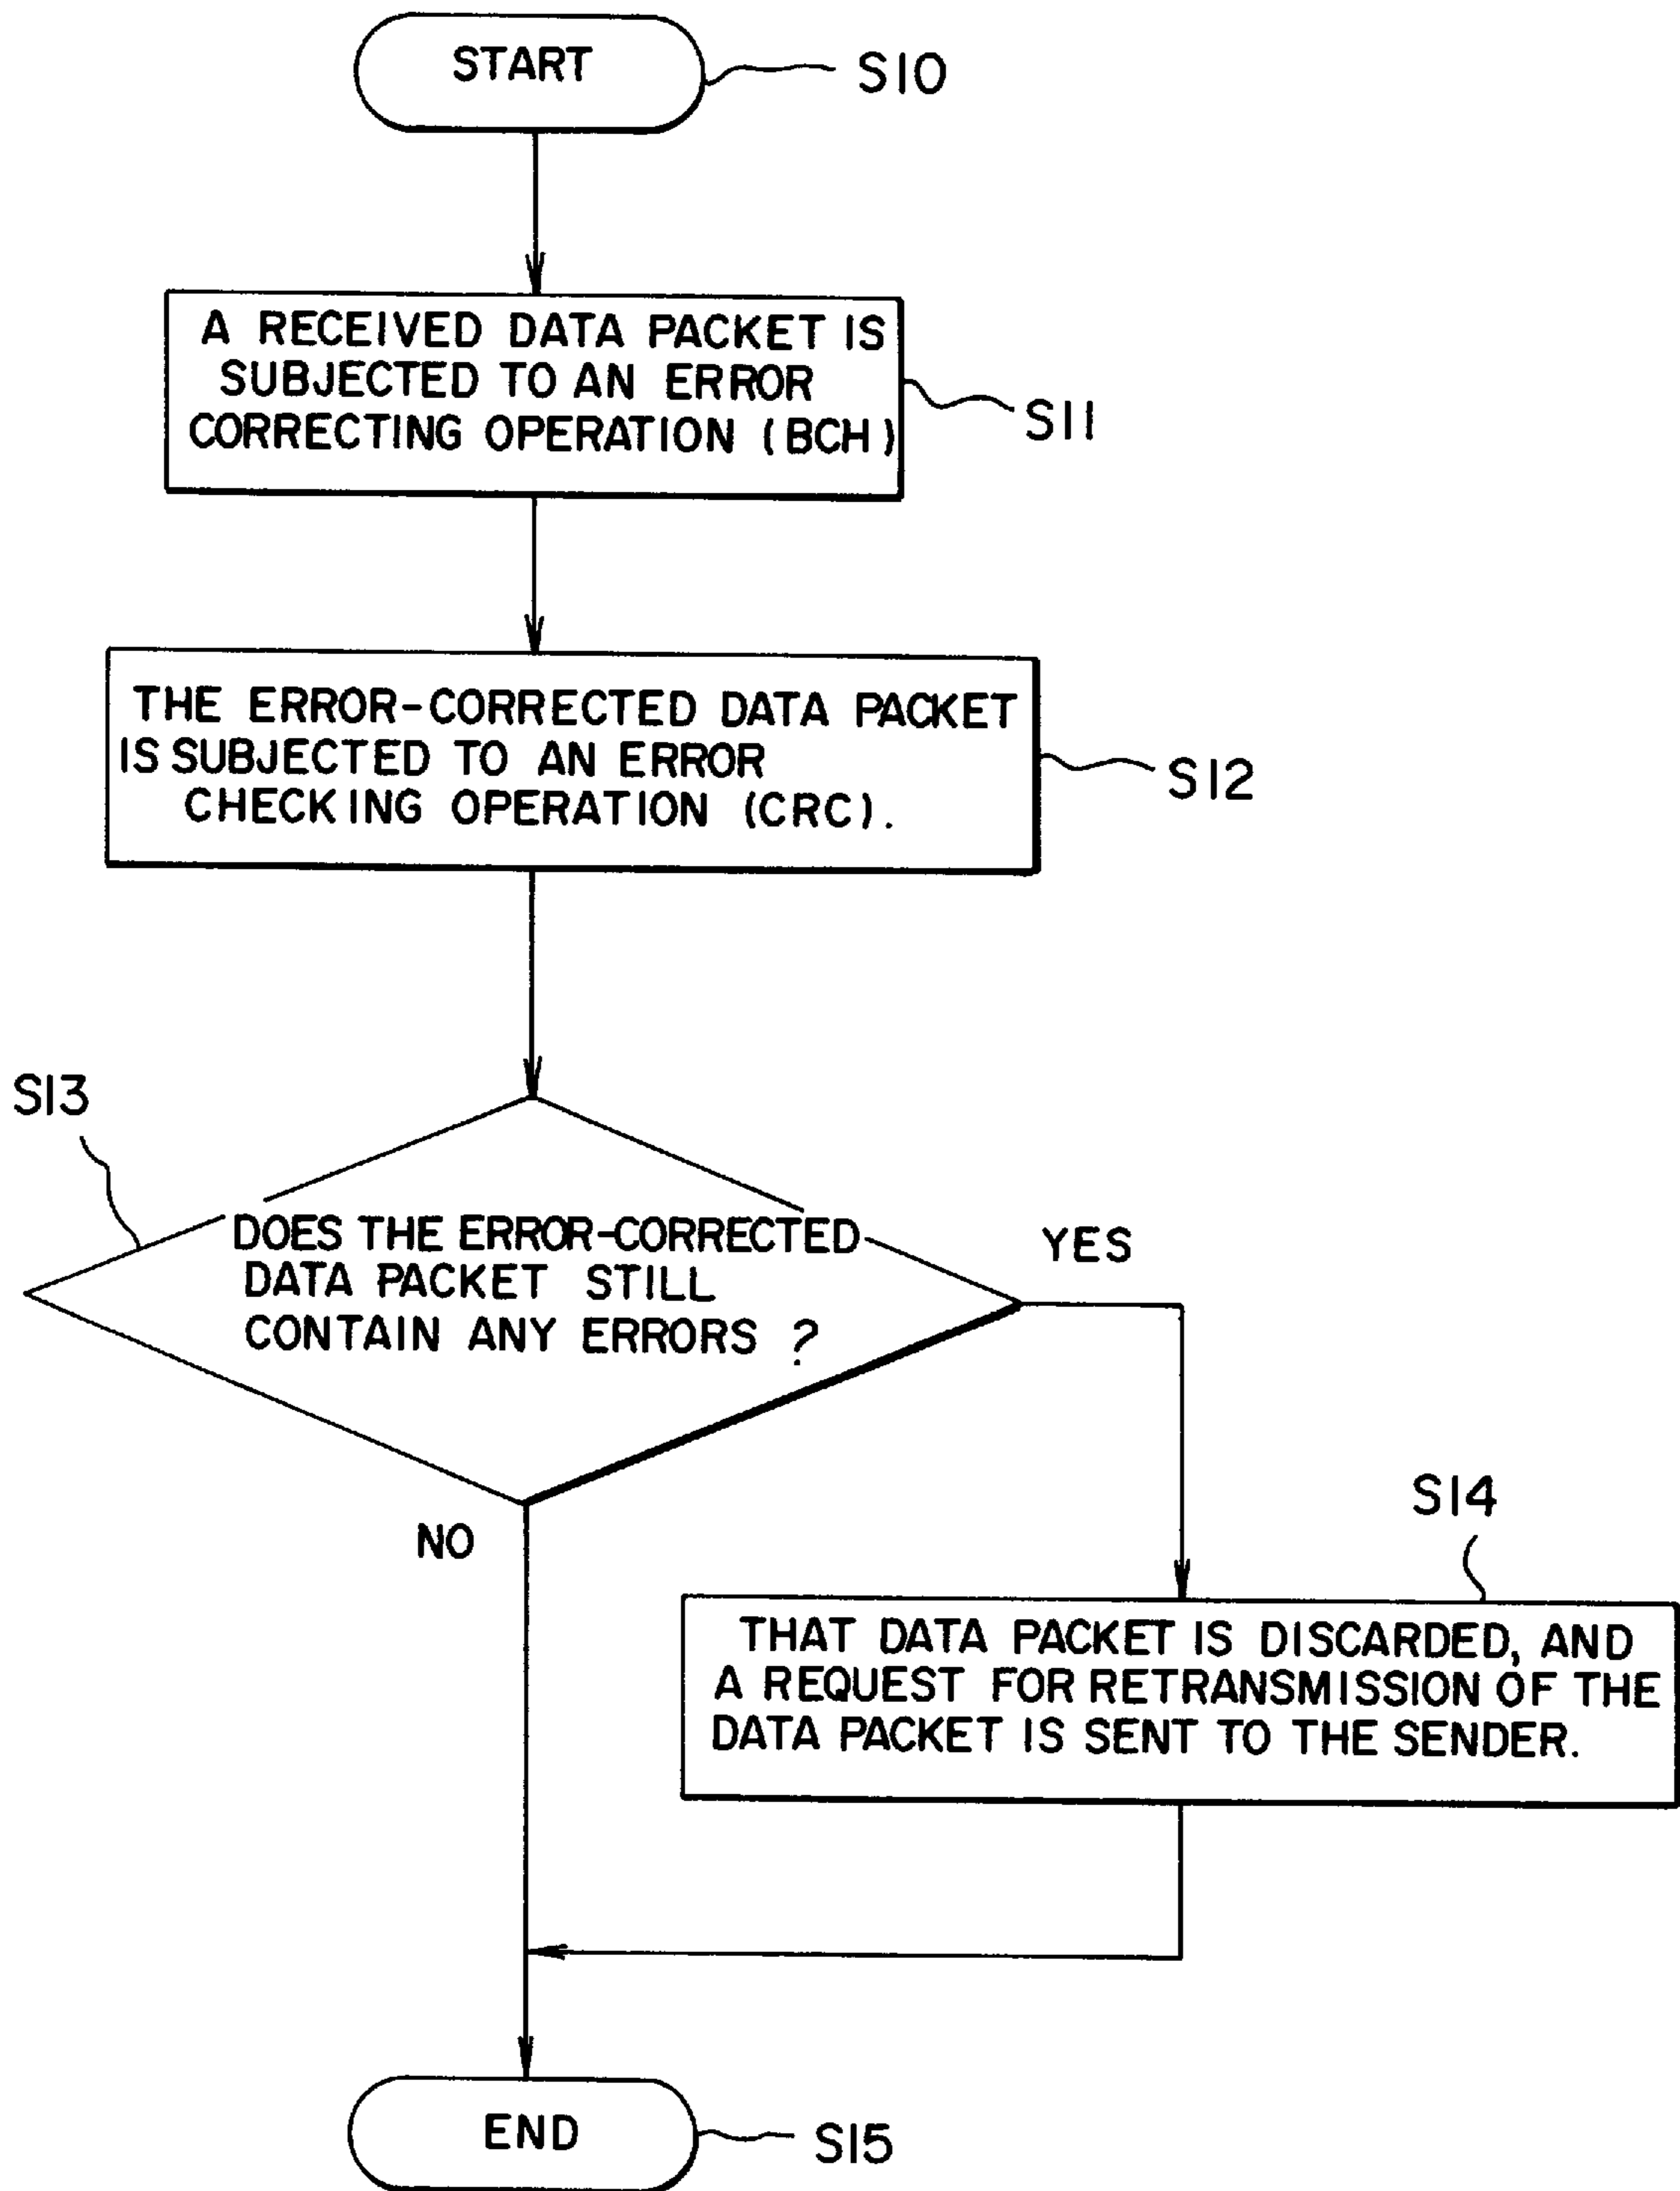 START
S10
A RECEIVED DATA PACKET IS
SUBJECTED TO AN ERROR
CORRECTING OPERATION (BCH)
S11
THE ERROR-CORRECTED DATA PACKET
IS SUBJECTED TO AN ERROR
CHECKING OPERATION (CRC).
S12
S13
DOES THE ERROR-CORRECTED
DATA PACKET STILL
CONTAIN ANY ERRORS ?
YES
NO
S14
THAT DATA PACKET IS DISCARDED, AND
A REQUEST FOR RETRANSMISSION OF THE
DATA PACKET IS SENT TO THE SENDER.
END
S15